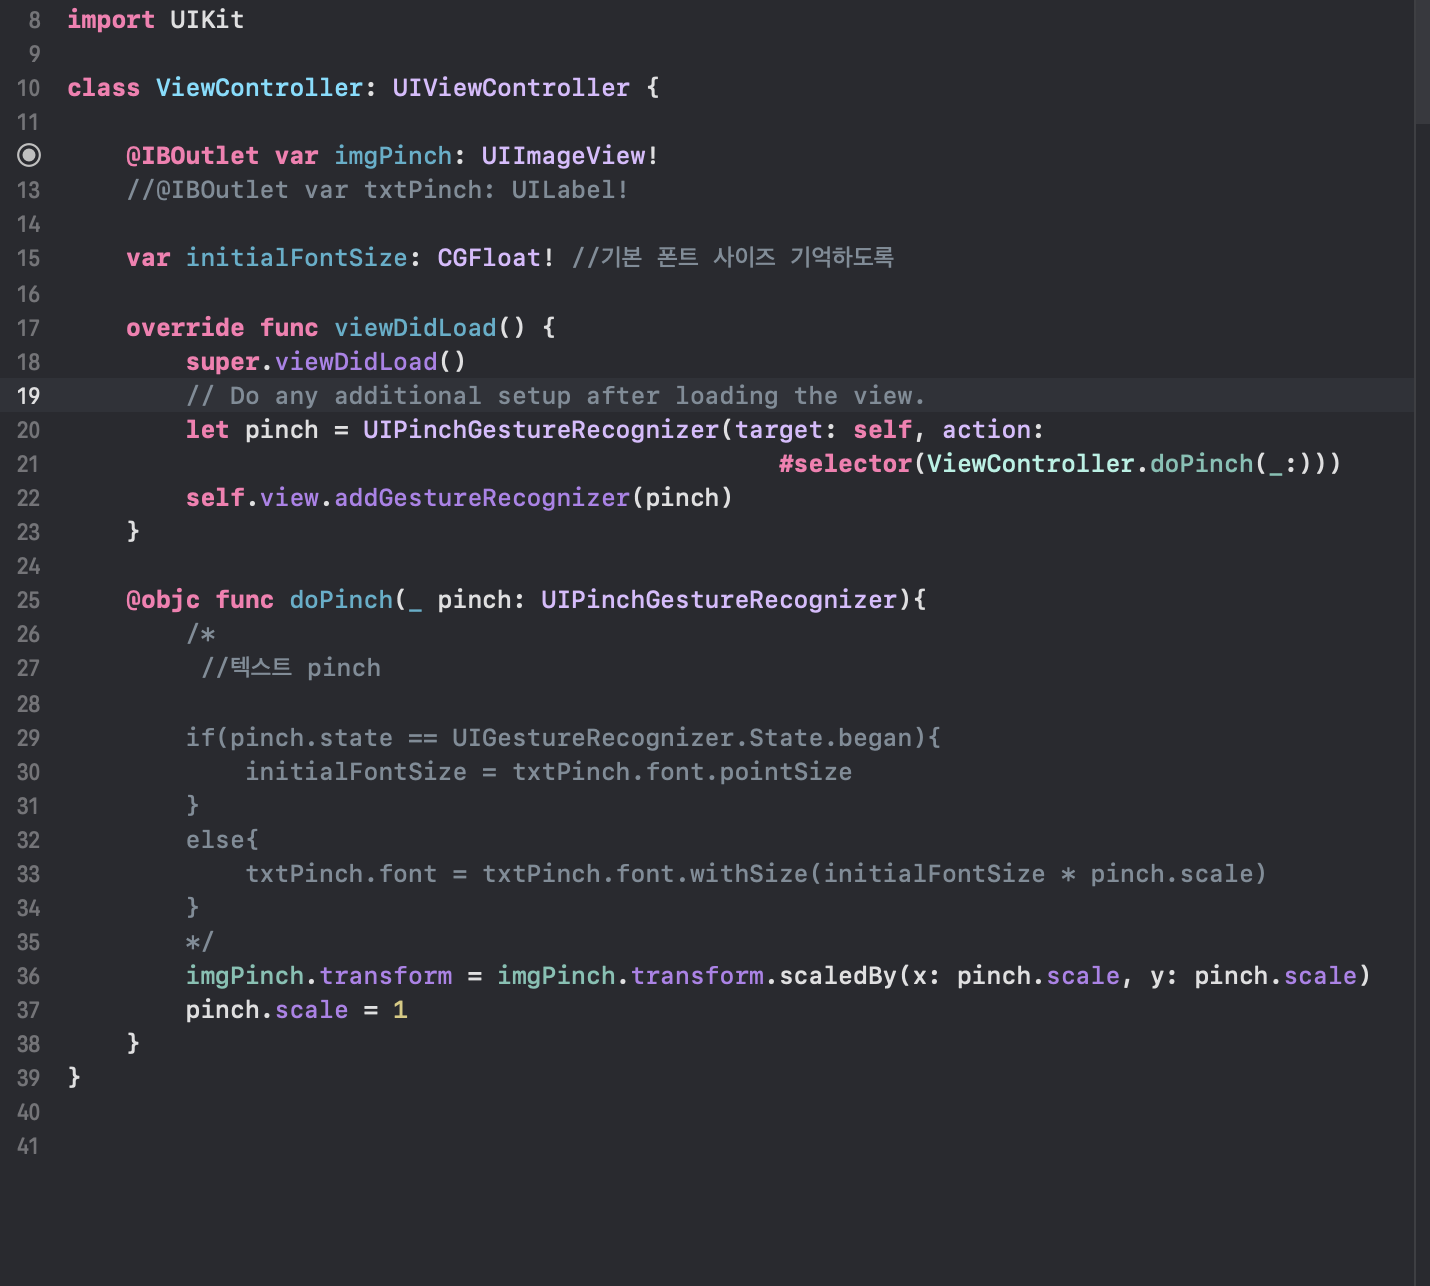 8 import UIKit
9
10 class ViewController: UIViewController {
11
@IBOutlet var imgPinch: UIImageView!
13 //@IBOutlet var txtPinch: UILabel!
14
15 var initialFontSize: CGFloat! //기본 폰트 사이즈 기억하도록
16
17 override func viewDidLoad() {
18 super.viewDidLoad()
19 // Do any additional setup after loading the view.
20 let pinch = UIPinchGestureRecognizer(target: self, action:
21 #selector(ViewController.doPinch(_:)))
22 self.view.addGestureRecognizer(pinch)
23 }
24
25 @objc func doPinch(_ pinch: UIPinchGestureRecognizer){
26 /*
27 //텍스트 pinch
28
29 if(pinch.state == UIGestureRecognizer.State.began){
30 initialFontSize = txtPinch.font.pointSize
31 }
32 else{
33 txtPinch.font = txtPinch.font.withSize(initialFontSize * pinch.scale)
34 }
35 */
36 imgPinch.transform = imgPinch.transform.scaledBy(x: pinch.scale, y: pinch.scale)
37 pinch.scale = 1
38 }
39 }
40
41